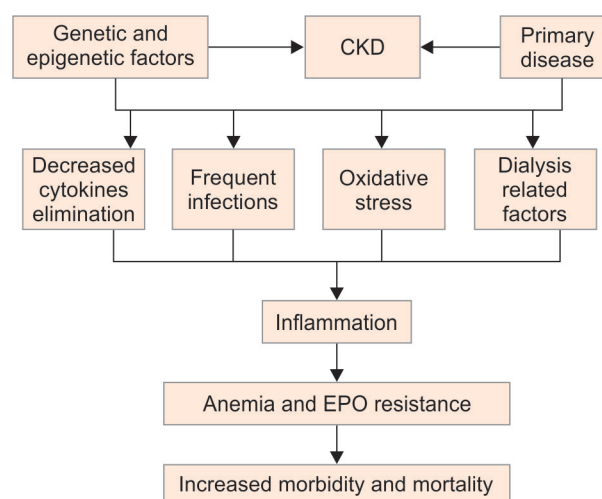 Genetic and
epigenetic factors
CKD
Primary
disease
Decreased
cytokines
elimination
Frequent
infections
Oxidative
stress
Dialysis
related
factors
Inflammation
Anemia and EPO resistance
Increased morbidity and mortality